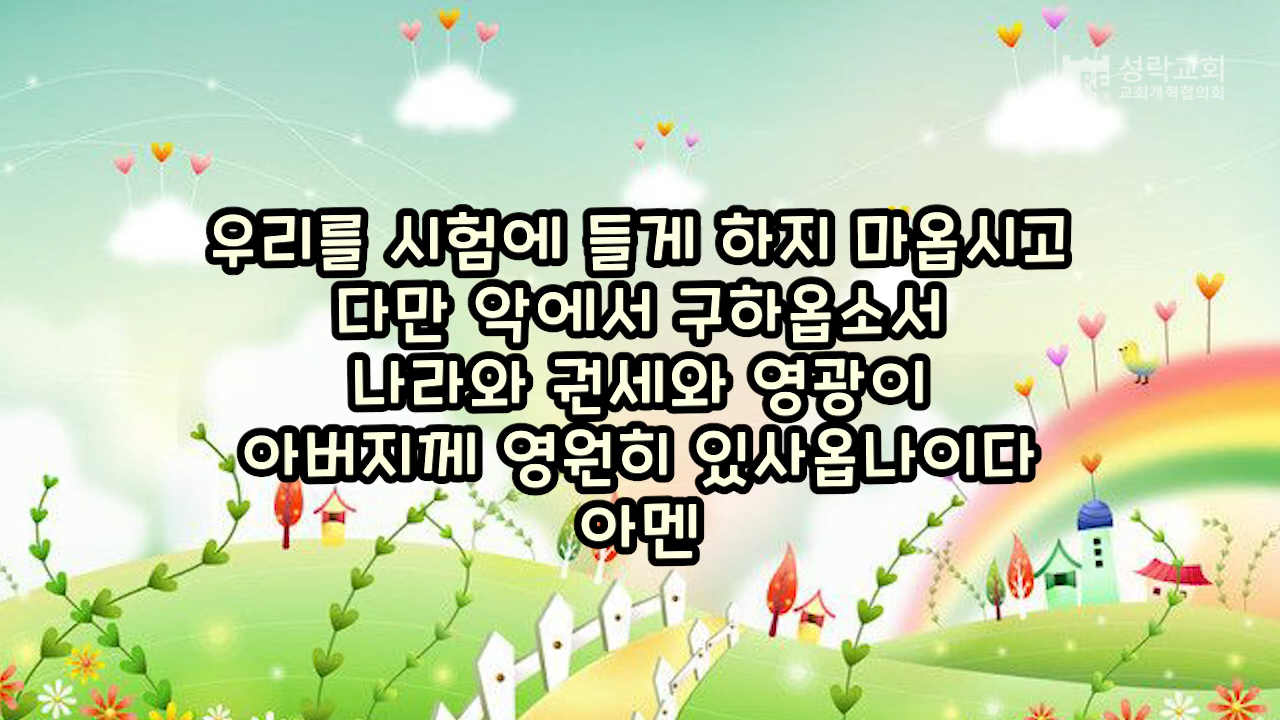 성락교회
교회개혁협의회
우리를 시험에 들게 하지 마옵시고
다만 악에서 구하옵소서
나라와 권세와 영광이
아버지께 영원히 있사옵나이다
아멘